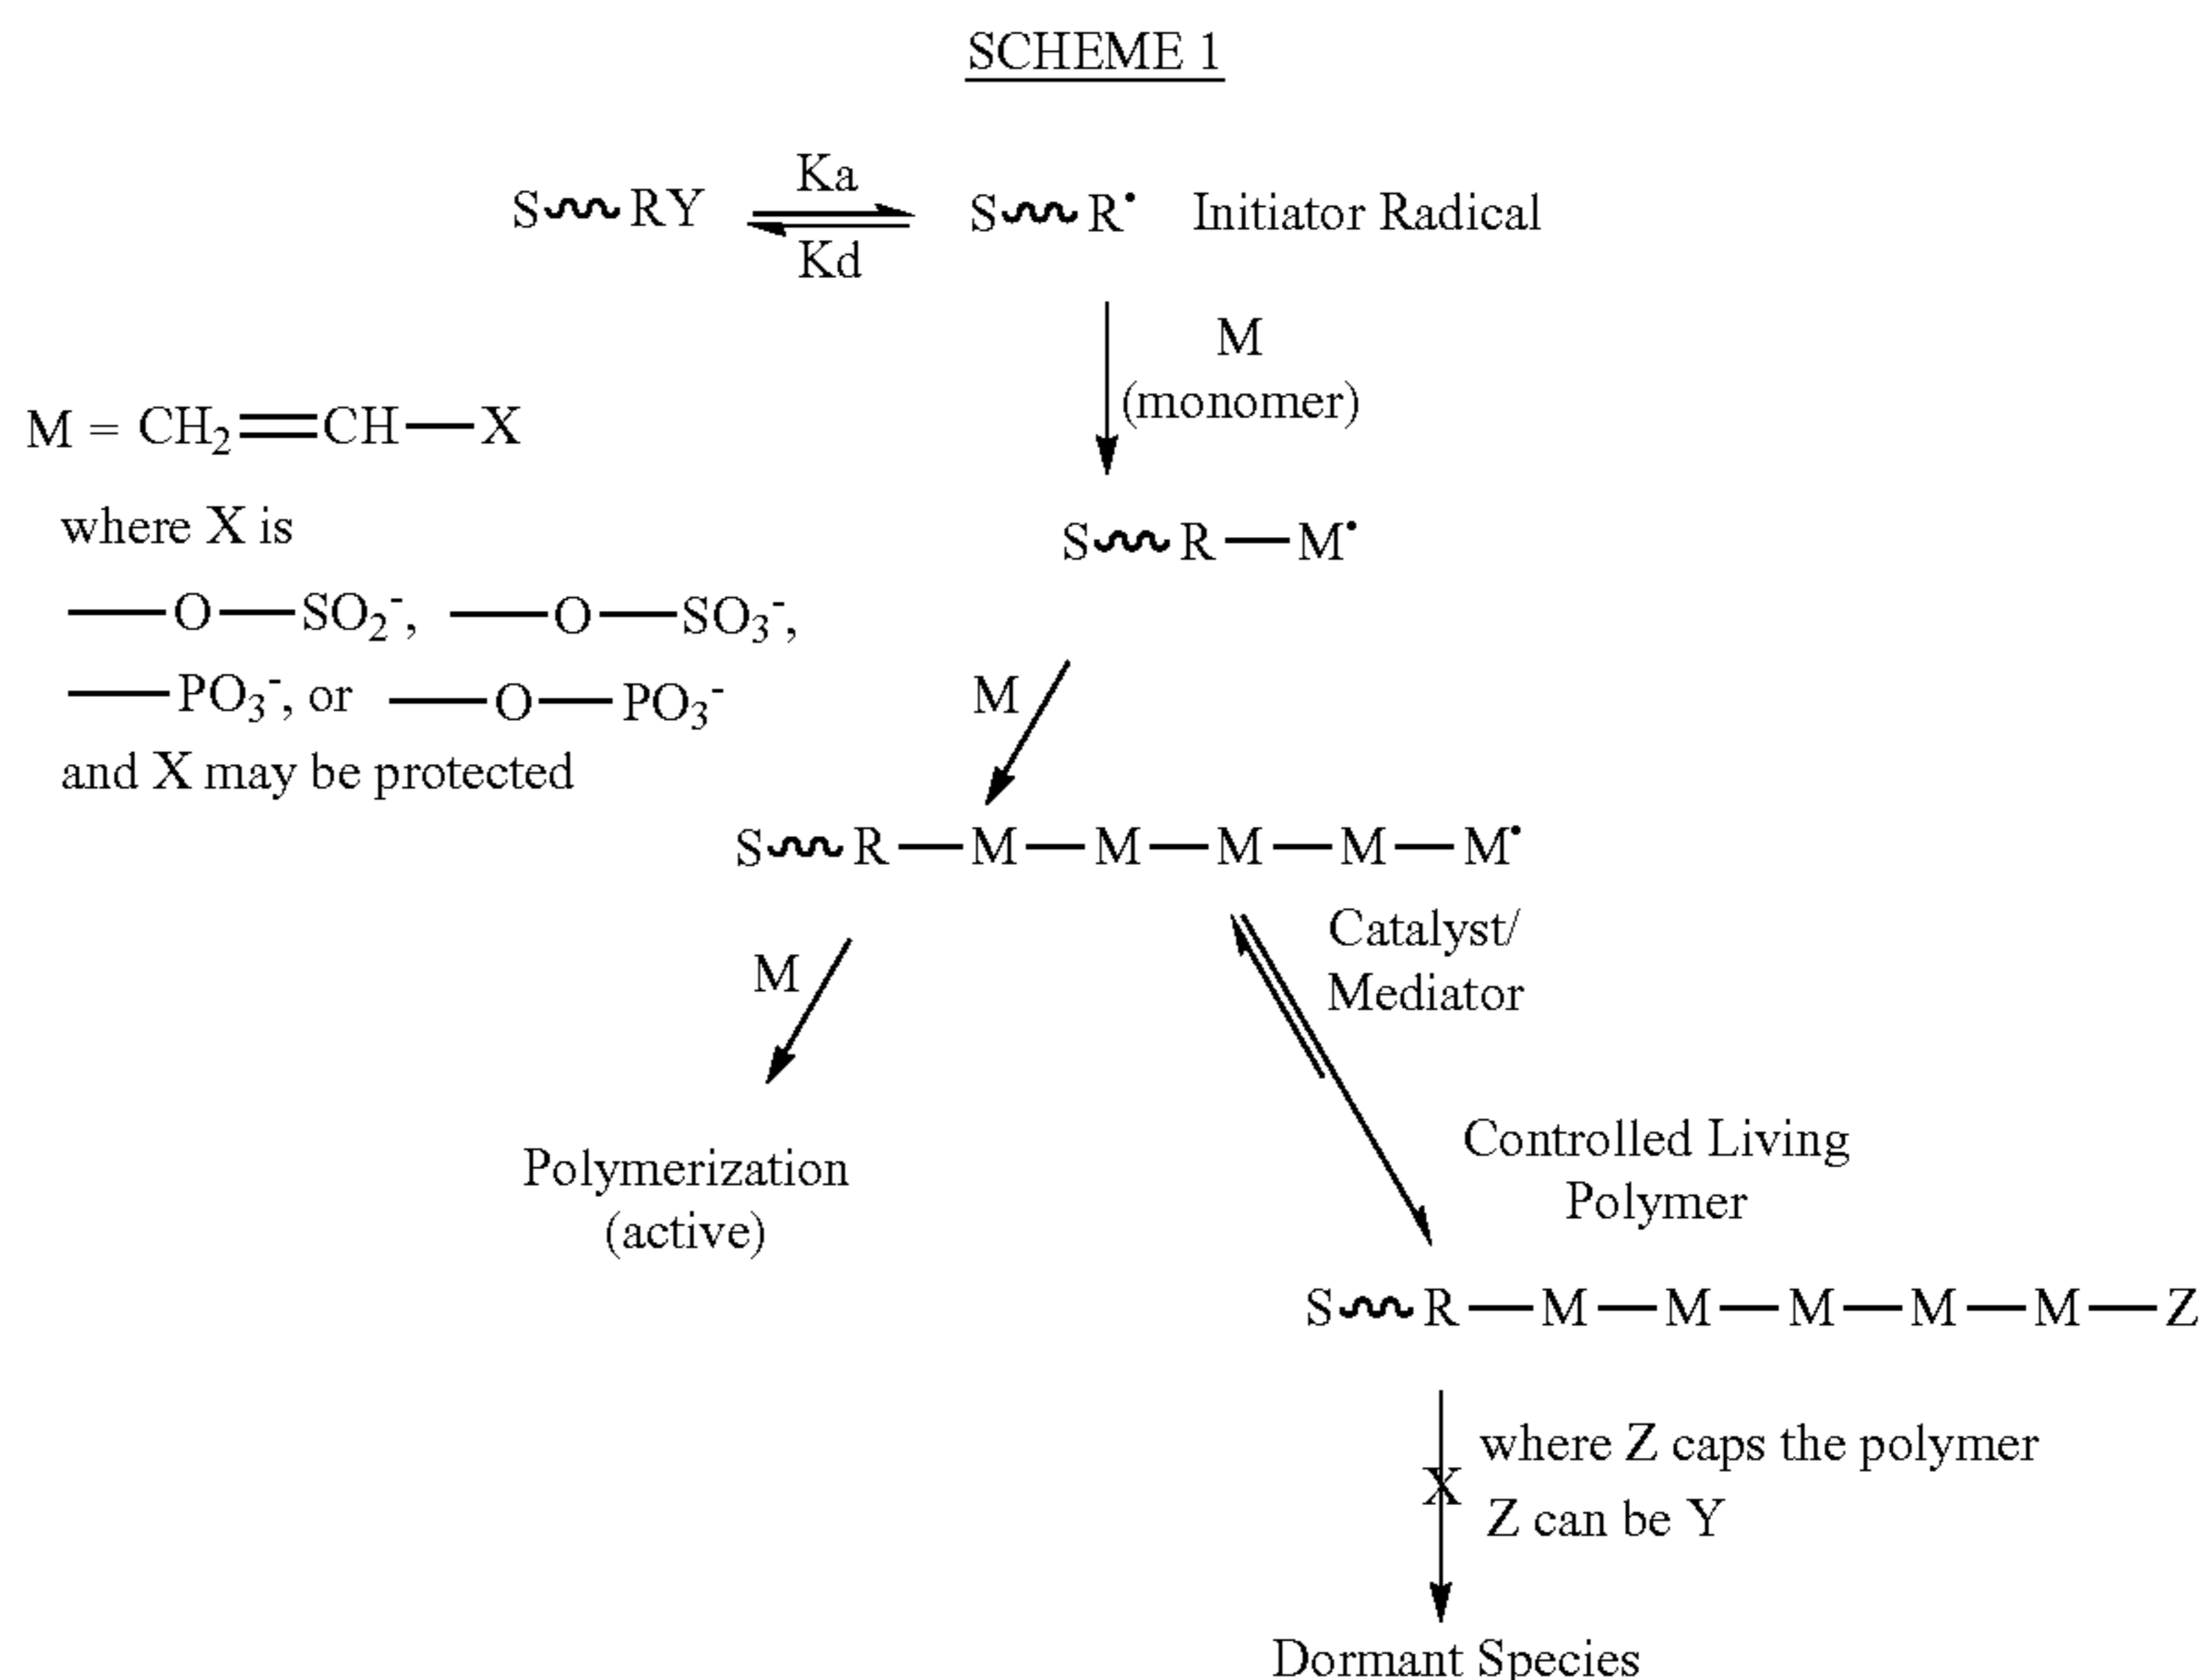 SCHEME 1
S RY
Ka
Kd
S R• Initiator Radical
M
(monomer)
M = CH₂=CH—X
where X is
—O—SO₂⁻, —O—SO₃⁻,
—PO₃⁻, or —O—PO₃⁻
and X may be protected
S R—M•
M
S R—M—M—M—M—M•
M
Catalyst/
Mediator
Polymerization
(active)
Controlled Living
Polymer
S R—M—M—M—M—M—Z
where Z caps the polymer
X
Z can be Y
Dormant Species